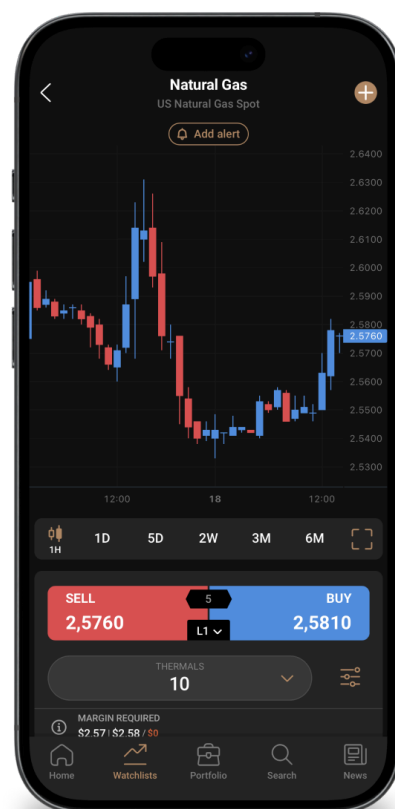 Natural Gas
US Natural Gas Spot
Add alert
2.6400
2.6300
2.6200
2.6100
2.6000
2.5900
2.5800
2.5760
2.5700
2.5600
2.5500
2.5400
2.5300
12:00 18 12:00
1H 1D 5D 2W 3M 6M
SELL 5 BUY
2,5760 L1 2,5810
THERMALS
10
MARGIN REQUIRED
$2.57 | $2.58 / $0
Home Watchlists Portfolio Search News